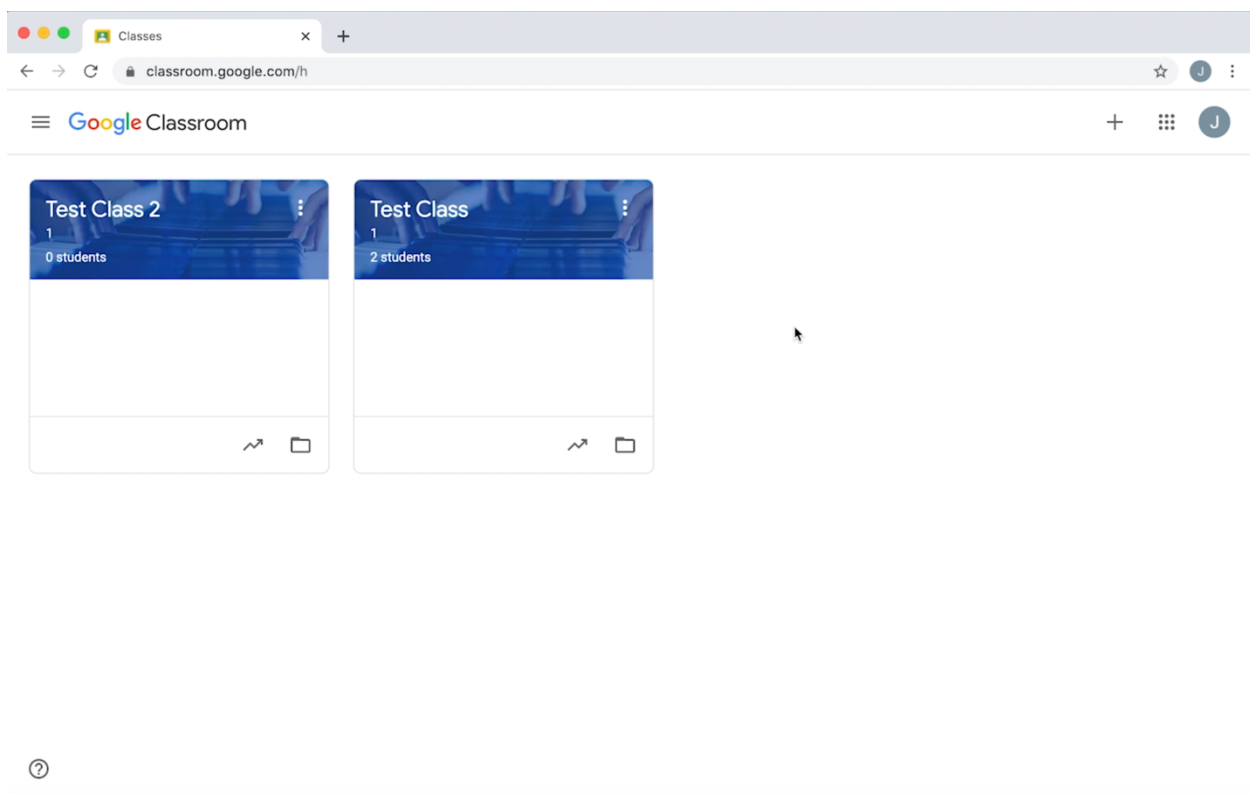 Classes
classroom.google.com/h
J
Google Classroom
J
Test Class 2
1
0 students
Test Class
1
2 students